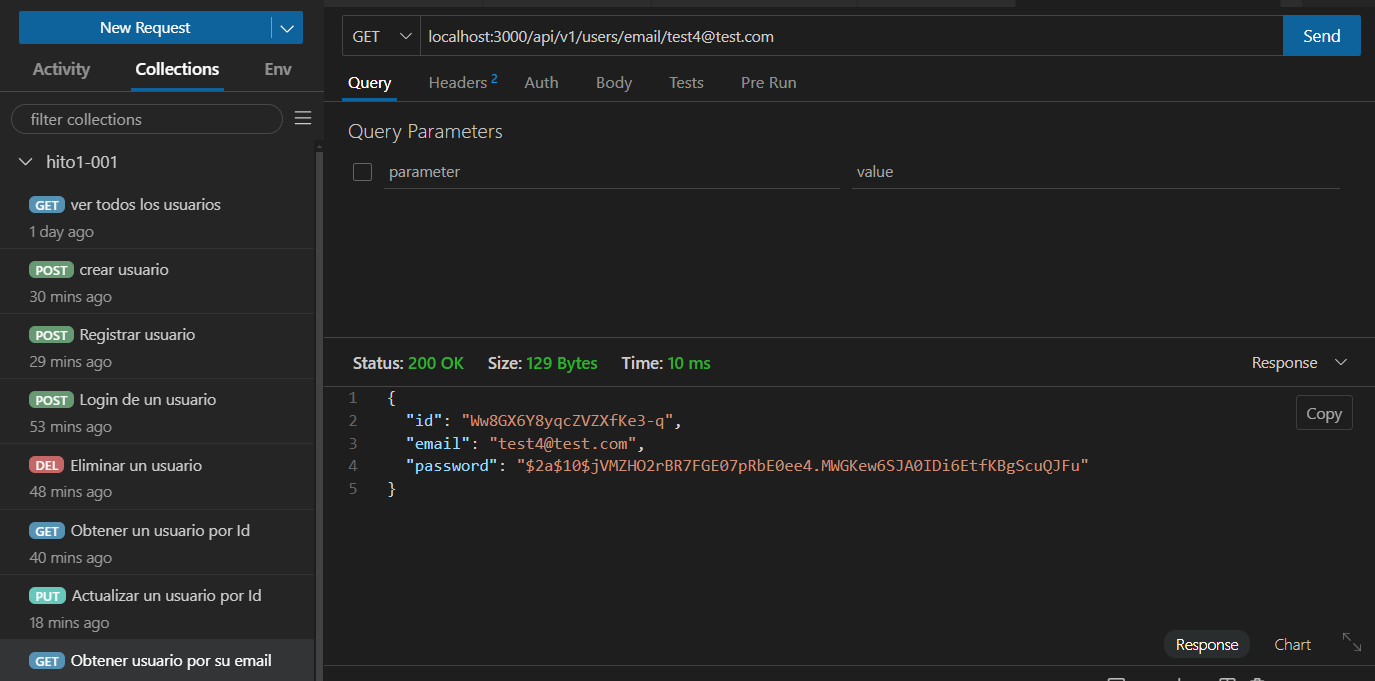 New Request
Activity Collections Env
filter collections
hito1-001
GET ver todos los usuarios
1 day ago
POST crear usuario
30 mins ago
POST Registrar usuario
29 mins ago
POST Login de un usuario
53 mins ago
DEL Eliminar un usuario
48 mins ago
GET Obtener un usuario por Id
40 mins ago
PUT Actualizar un usuario por Id
18 mins ago
GET Obtener usuario por su email
GET localhost:3000/api/v1/users/email/test4@test.com Send
Query Headers 2 Auth Body Tests Pre Run
Query Parameters
parameter value
Status: 200 OK Size: 129 Bytes Time: 10 ms Response
1 {
2 "id": "Ww8GX6Y8yqcZVZXfKe3-q",
3 "email": "test4@test.com",
4 "password": "$2a$10$jVMZHO2rBR7FGE07pRbE0ee4.MWGKew6SJA0IDi6EtfKBgScuQJFu"
5 }
Copy
Response Chart